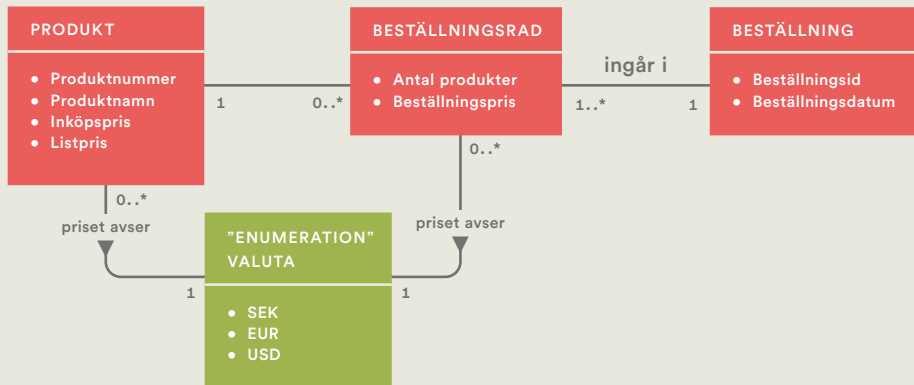 PRODUKT
• Produktnummer
• Produktnamn
• Inköpspris
• Listpris
1
0..*
BESTÄLLNINGSRAD
• Antal produkter
• Beställningspris
ingår i
1..*
1
BESTÄLLNING
• Beställningsid
• Beställningsdatum
0..*
priset avser
1
0..*
priset avser
1
”ENUMERATION”
VALUTA
• SEK
• EUR
• USD